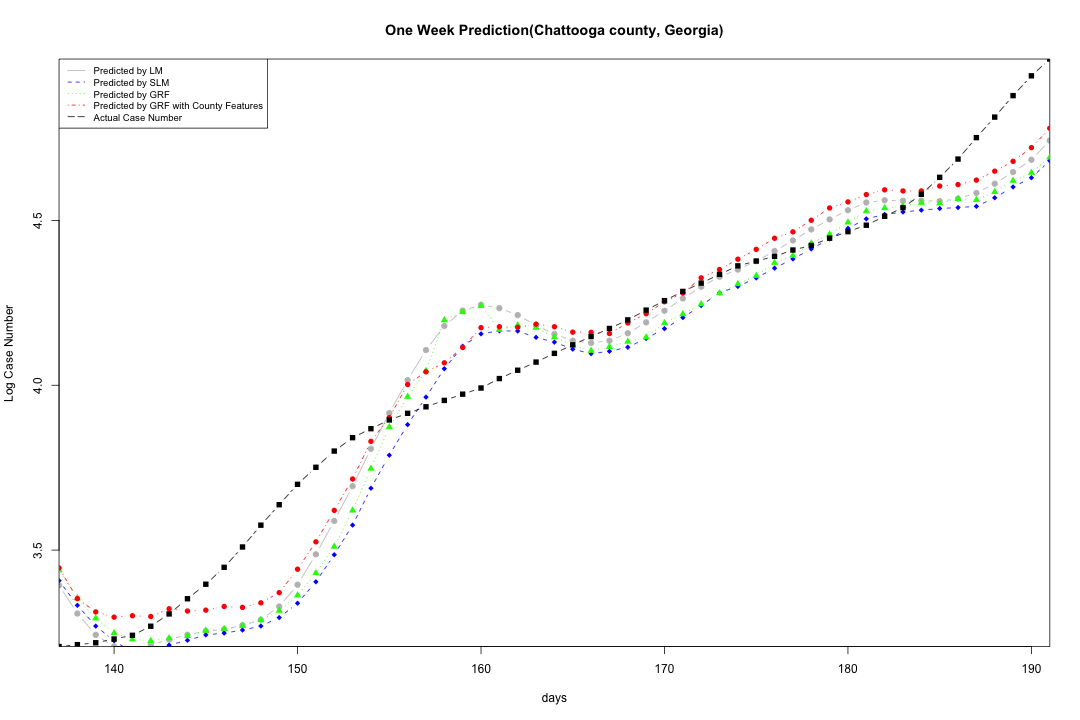 One Week Prediction(Chattooga county, Georgia)
Predicted by LM
Predicted by SLM
Predicted by GRF
Predicted by GRF with County Features
Actual Case Number
Log Case Number
4.5
4.0
3.5
140 150 160 170 180 190
days